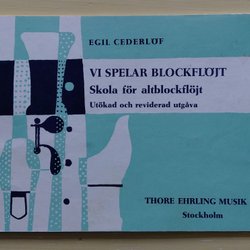 EGIL CEDERLÖF
VI SPELAR BLOCKFLÖJT
Skola för altblockflöjt
Utökad och reviderad utgåva
THORE EHRLING MUSIK
Stockholm